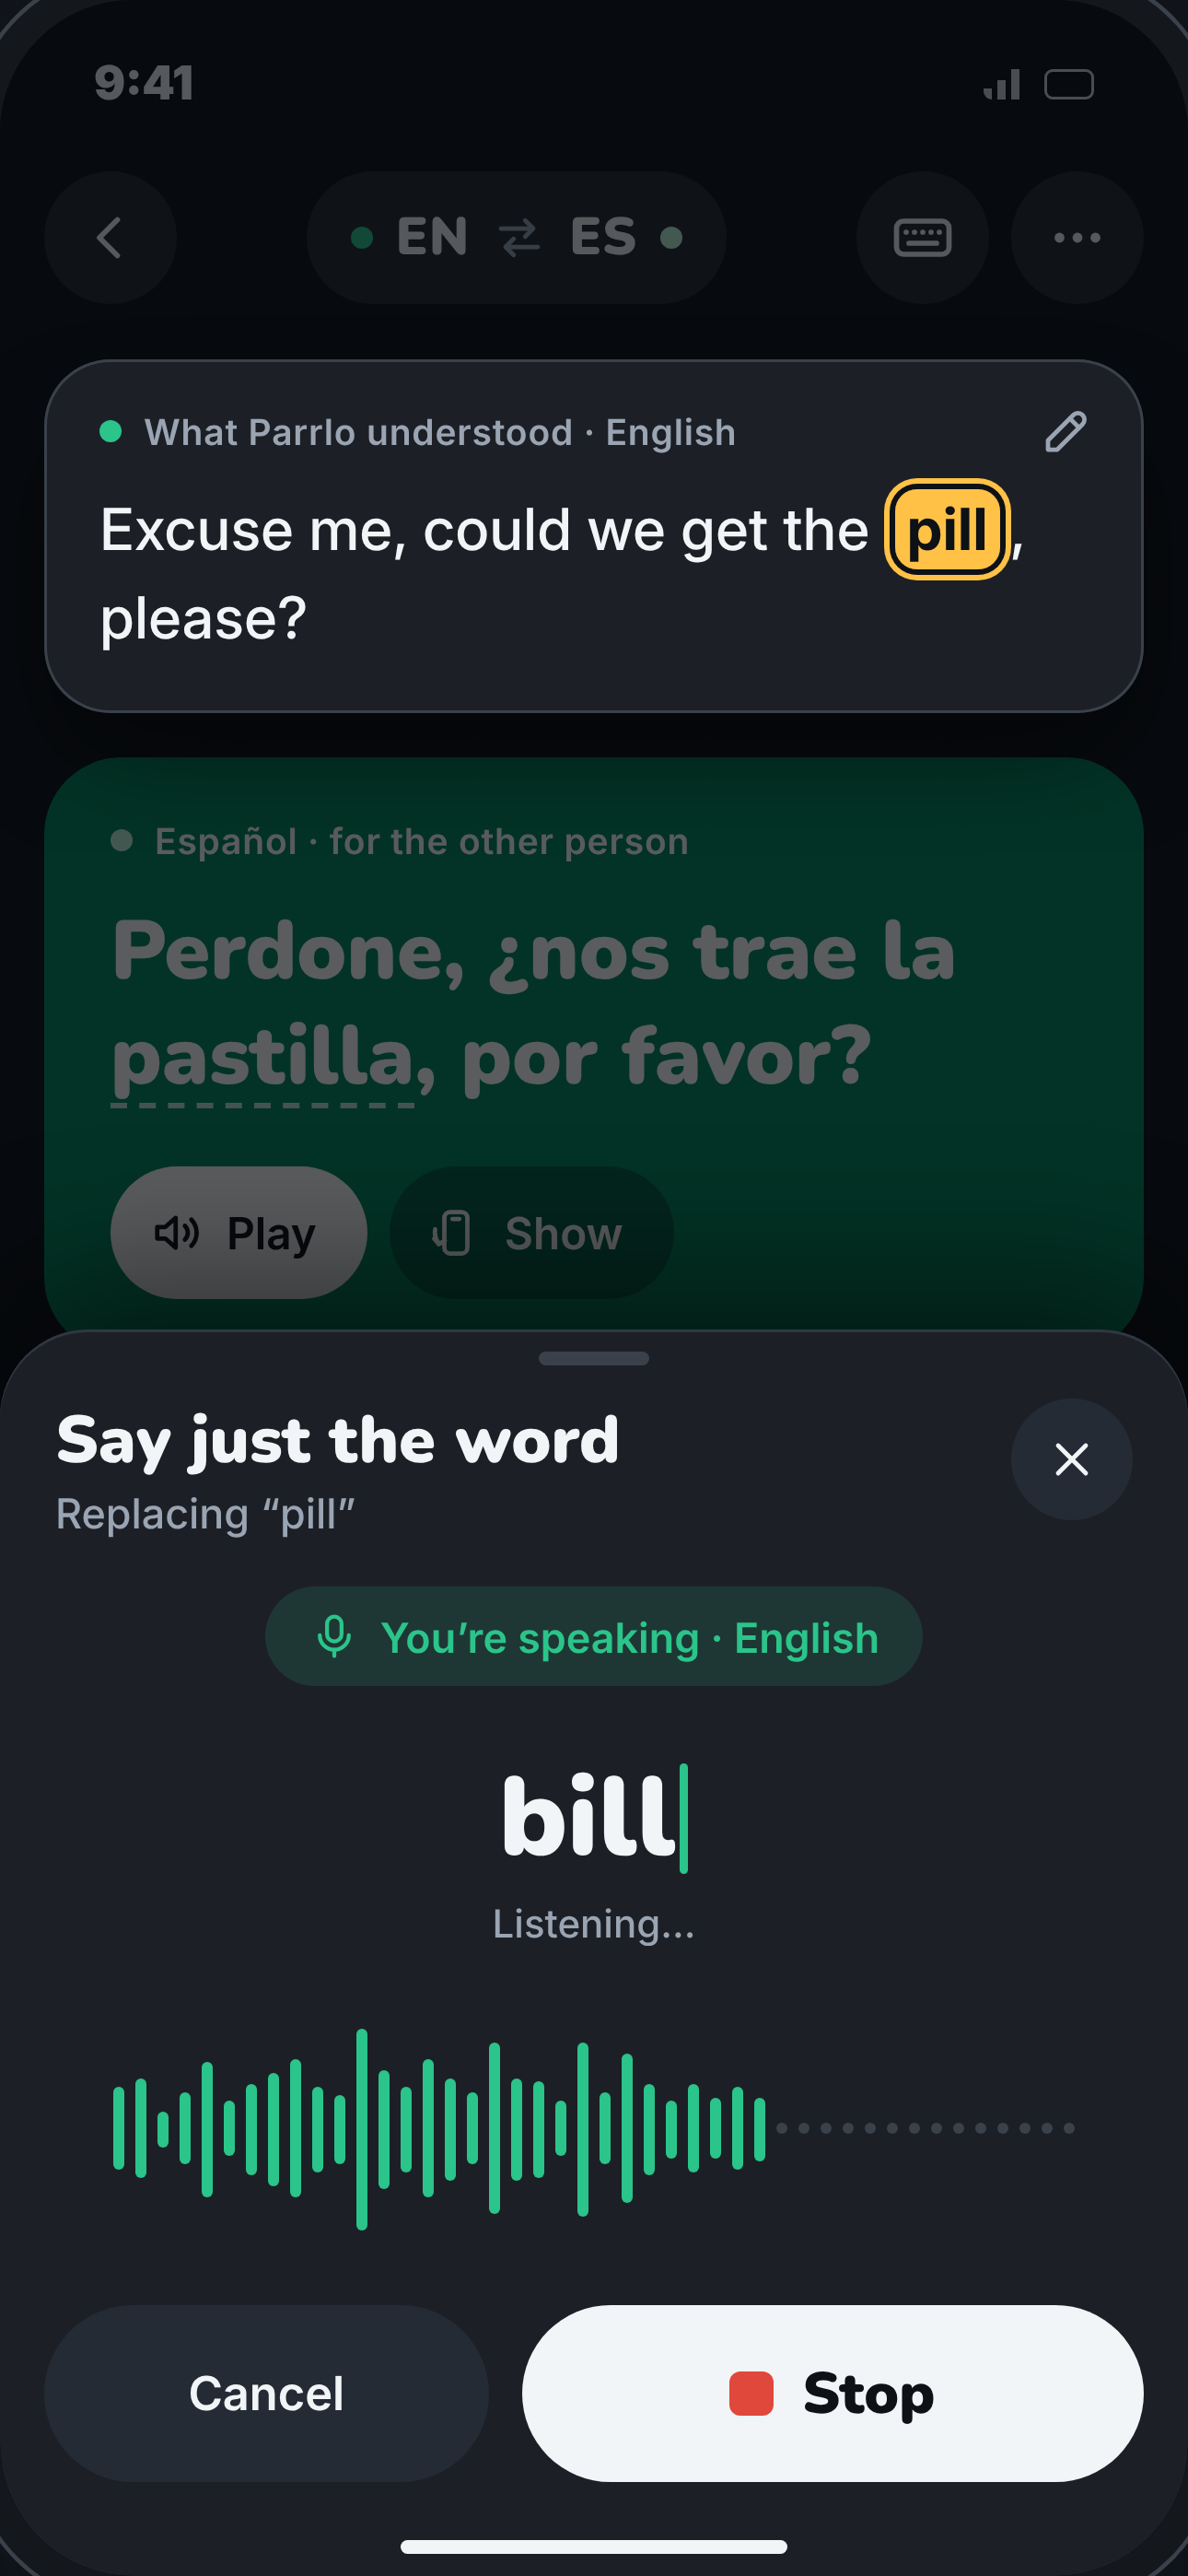 9:41
EN ES
What Parrlo understood · English
Excuse me, could we get the pill,
please?
Español · for the other person
Perdone, ¿nos trae la
pastilla, por favor?
Play
Show
Say just the word
Replacing “pill”
You’re speaking · English
bill
Listening...
Cancel
Stop